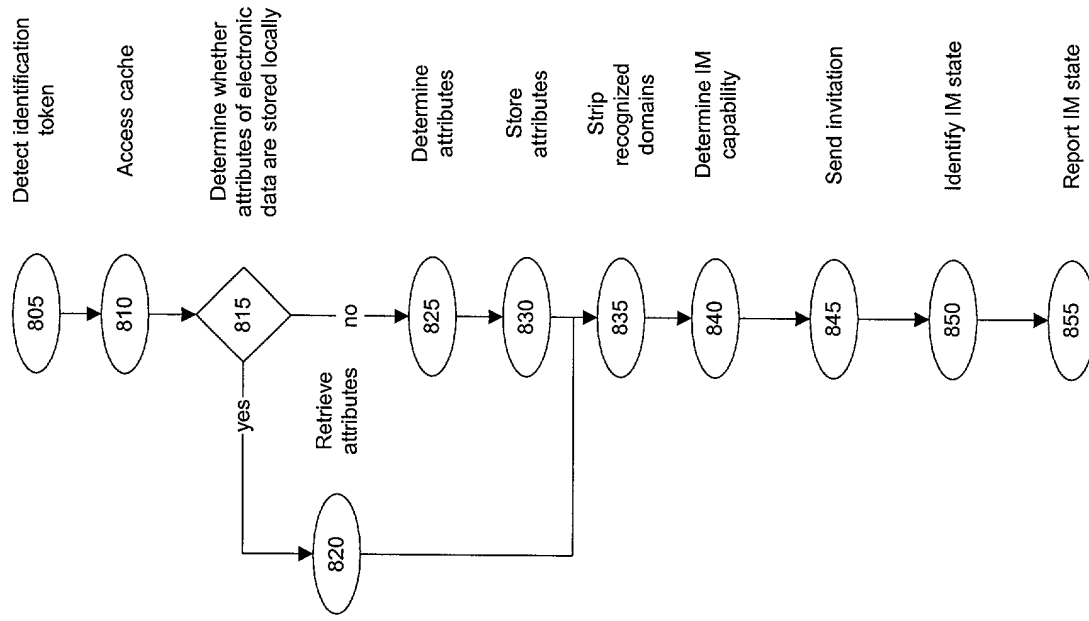 805
Detect identification
token
810
Access cache
815
Determine whether
attributes of electronic
data are stored locally
yes
no
820
Retrieve
attributes
825
Determine
attributes
830
Store
attributes
835
Strip
recognized
domains
840
Determine IM
capability
845
Send invitation
850
Identify IM state
855
Report IM state